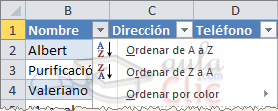 B C D
1 Nombre Dirección Teléfono
2 Albert Ordenar de A a Z
3 Purificació Ordenar de Z a A
4 Valeriano Ordenar por color